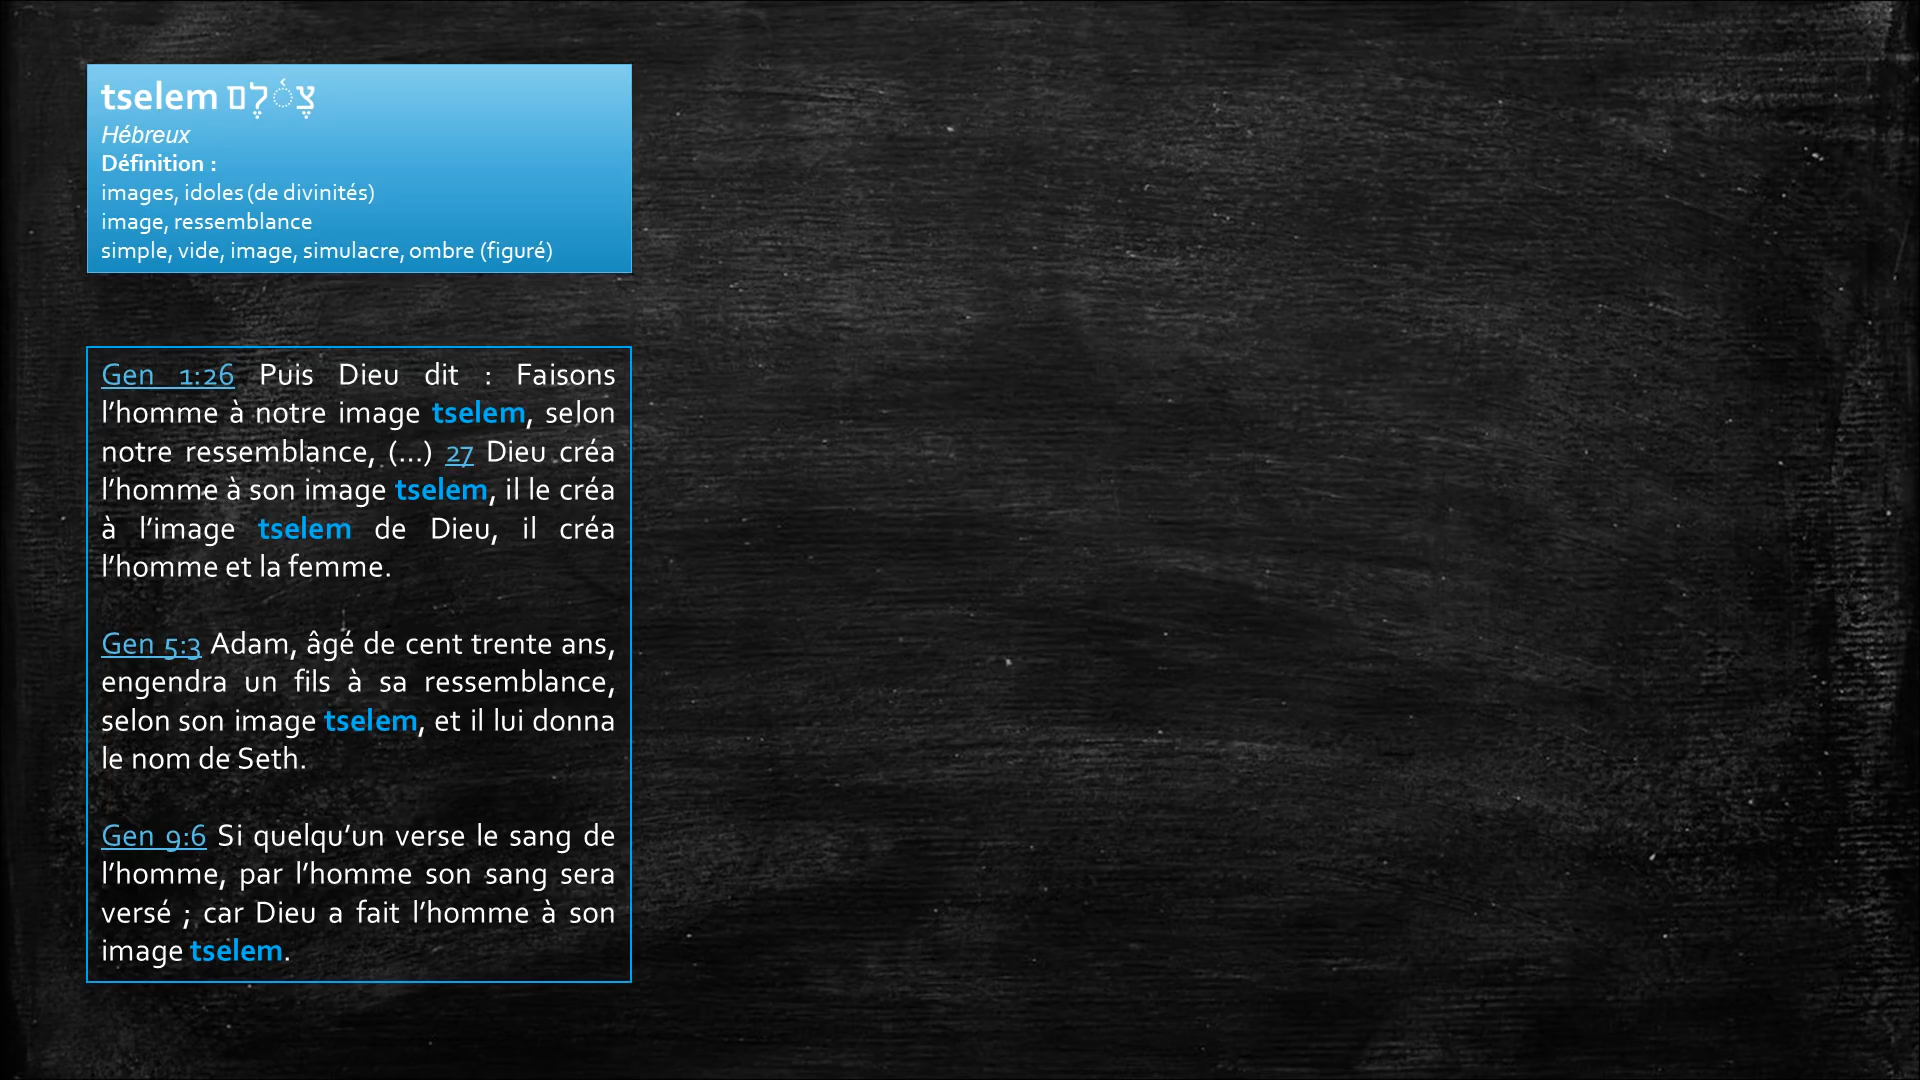 tselem צֶ֫לֶם
Hébreux
Définition :
images, idoles (de divinités)
image, ressemblance
simple, vide, image, simulacre, ombre (figuré)
Gen 1:26 Puis Dieu dit : Faisons
l’homme à notre image tselem, selon
notre ressemblance, (…) 27 Dieu créa
l’homme à son image tselem, il le créa
à l’image tselem de Dieu, il créa
l’homme et la femme.
Gen 5:3 Adam, âgé de cent trente ans,
engendra un fils à sa ressemblance,
selon son image tselem, et il lui donna
le nom de Seth.
Gen 9:6 Si quelqu’un verse le sang de
l’homme, par l’homme son sang sera
versé ; car Dieu a fait l’homme à son
image tselem.